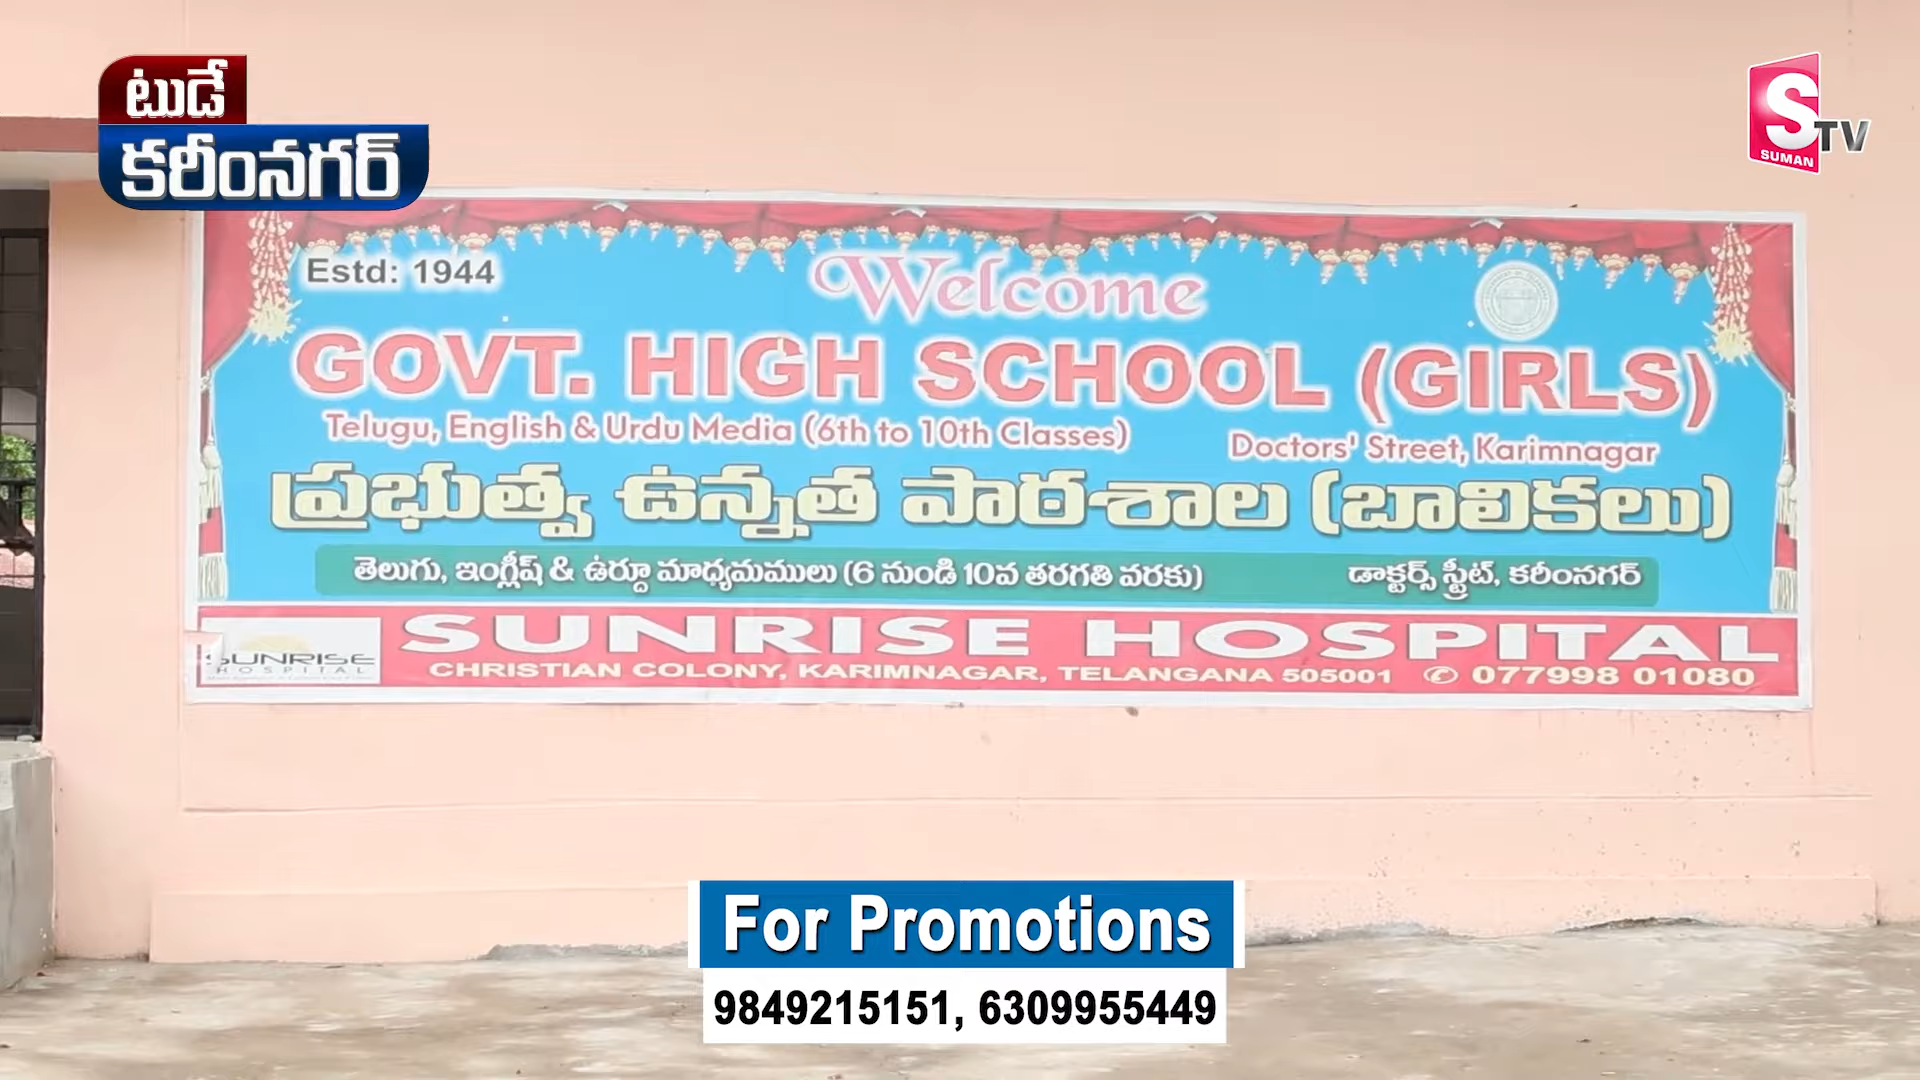 టుడే
కరీంనగర్
S TV
SUMAN
Estd: 1944
Welcome
GOVT. HIGH SCHOOL (GIRLS)
Telugu, English & Urdu Media (6th to 10th Classes)
Doctors' Street, Karimnagar
ప్రభుత్వ ఉన్నత పాఠశాల (బాలికలు)
తెలుగు, ఇంగ్లీష్ & ఉర్దూ మాధ్యమములు (6 నుండి 10వ తరగతి వరకు)
డాక్టర్స్ స్ట్రీట్, కరీంనగర్
SUNRISE HOSPITAL
SUNRISE
HOSPITAL
CHRISTIAN COLONY, KARIMNAGAR, TELANGANA 505001 ✆ 077998 01080
For Promotions
9849215151, 6309955449